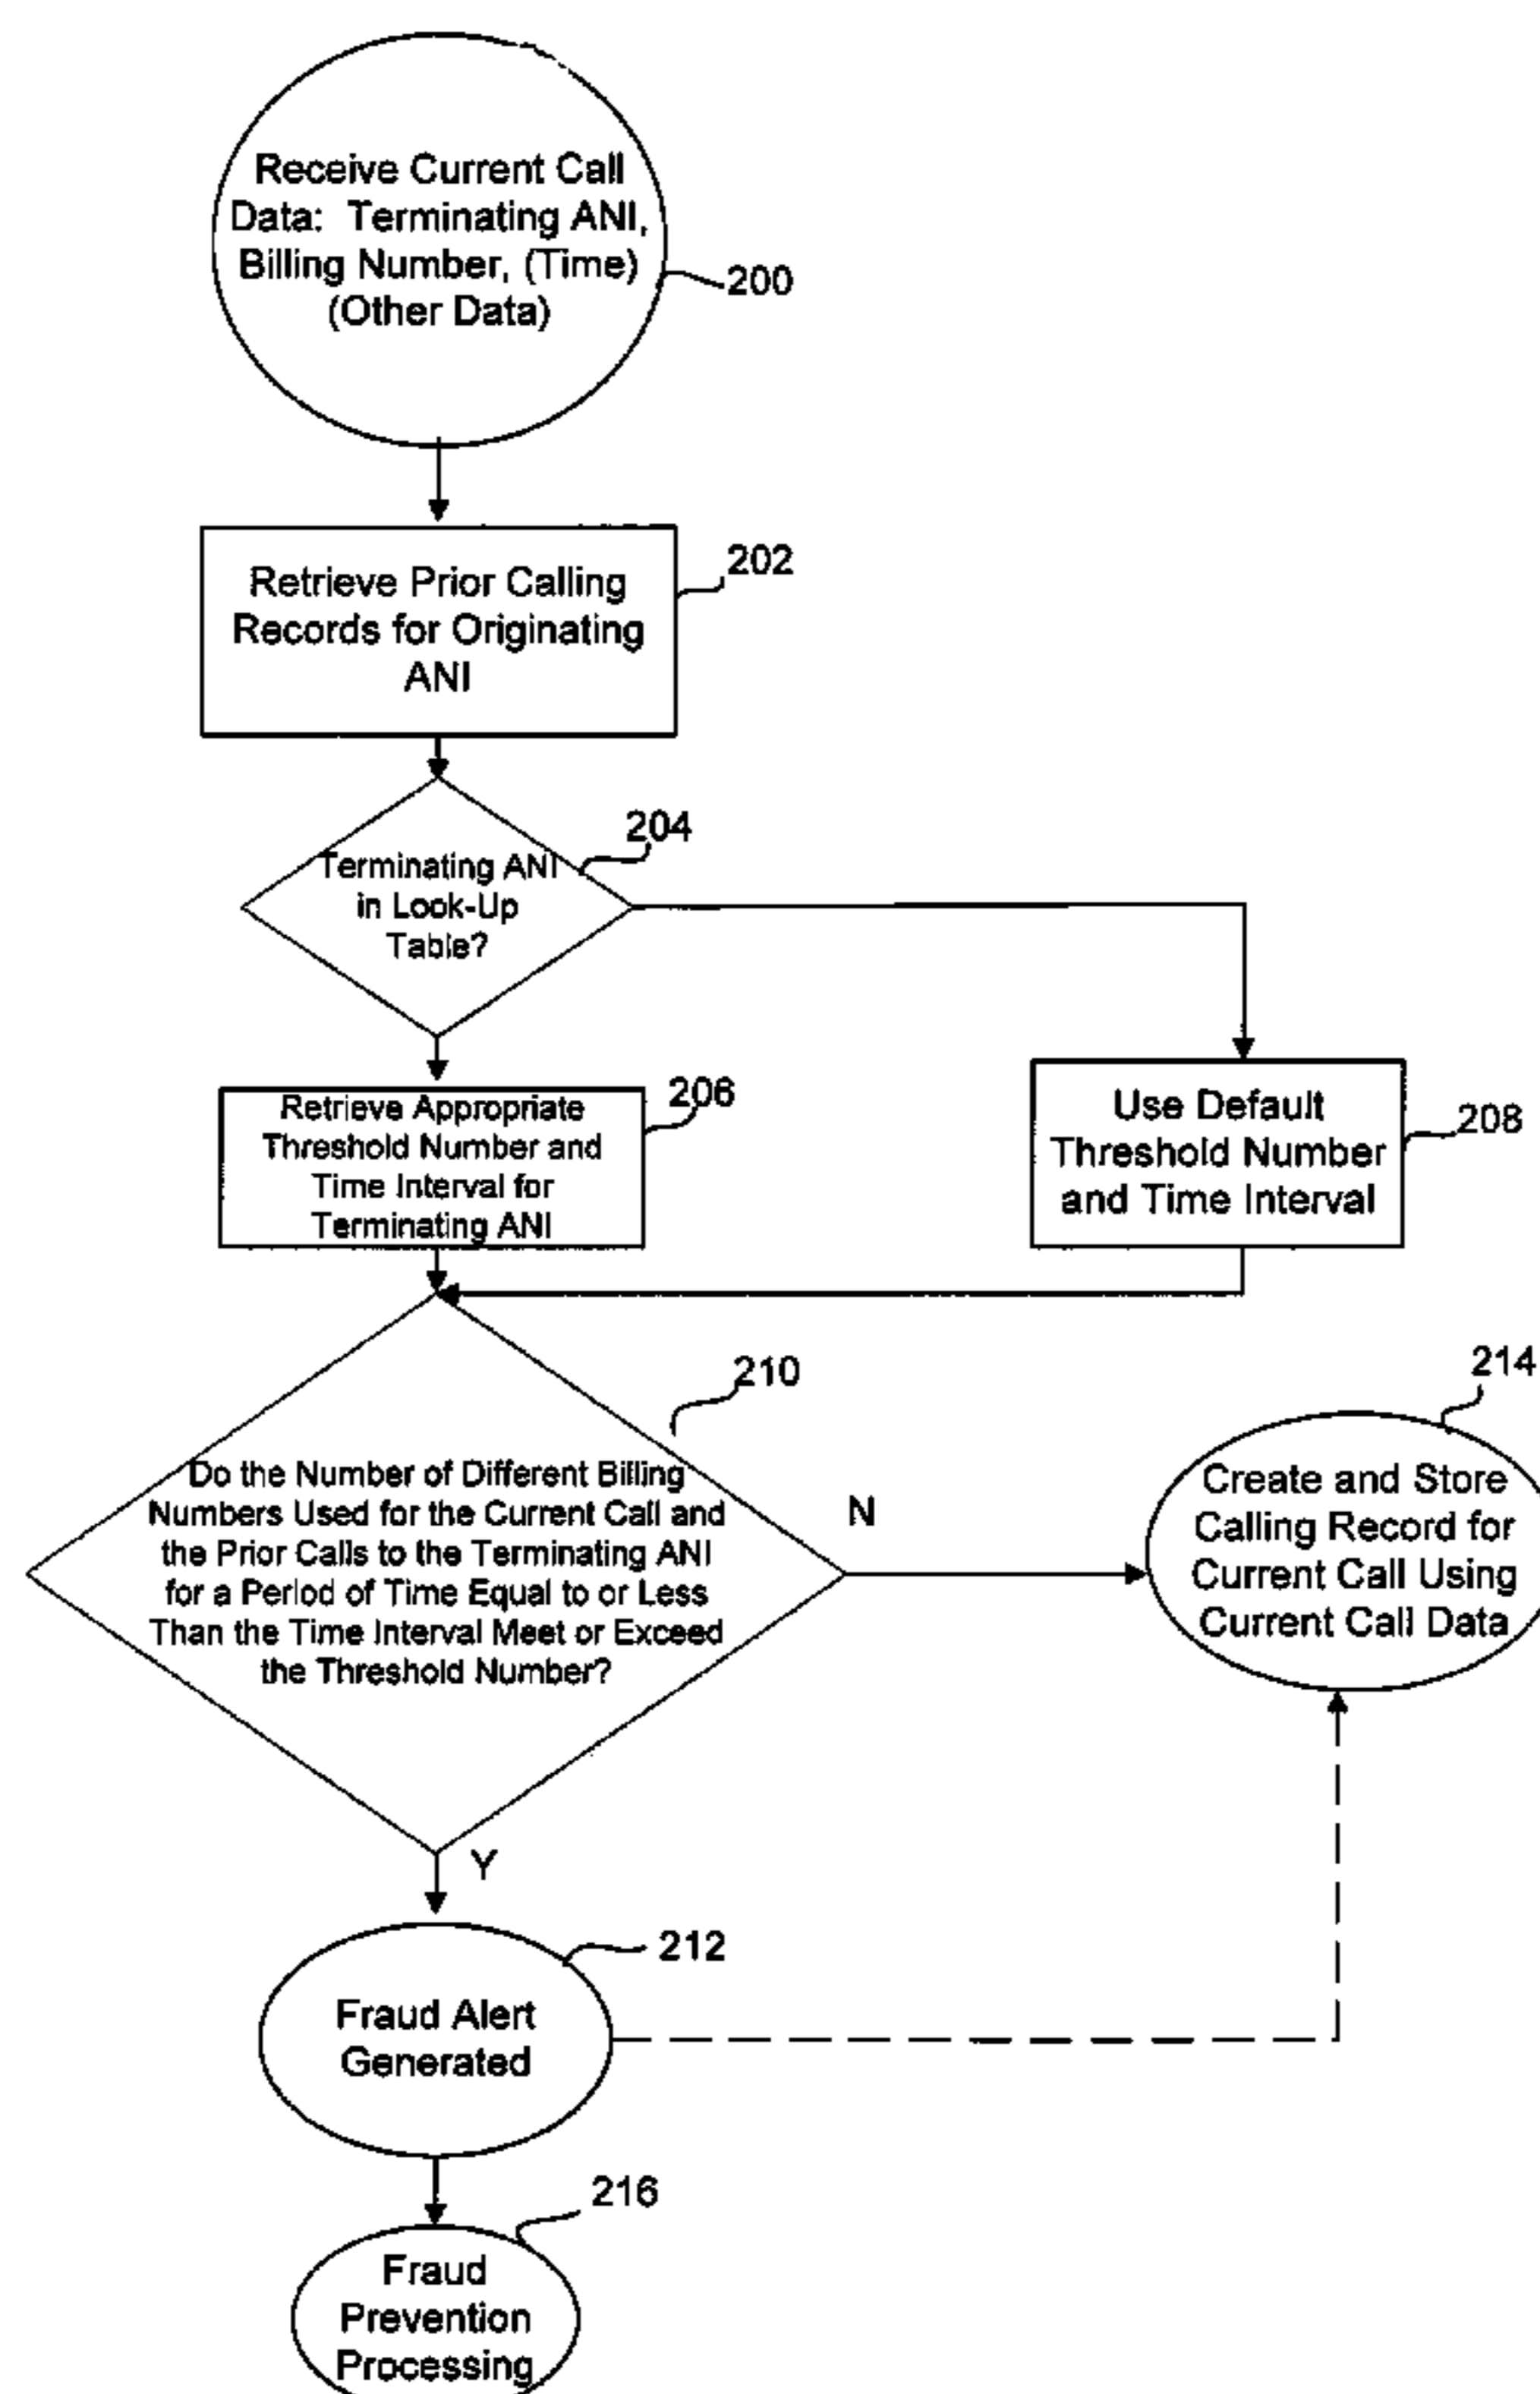 Receive Current Call
Data: Terminating ANI,
Billing Number, (Time)
(Other Data)
200
Retrieve Prior Calling
Records for Originating
ANI
202
Terminating ANI
in Look-Up
Table?
204
Retrieve Appropriate
Threshold Number and
Time Interval for
Terminating ANI
206
Use Default
Threshold Number
and Time Interval
208
Do the Number of Different Billing
Numbers Used for the Current Call and
the Prior Calls to the Terminating ANI
for a Period of Time Equal to or Less
Than the Time Interval Meet or Exceed
the Threshold Number?
210
N
214
Create and Store
Calling Record for
Current Call Using
Current Call Data
Y
212
Fraud Alert
Generated
216
Fraud
Prevention
Processing